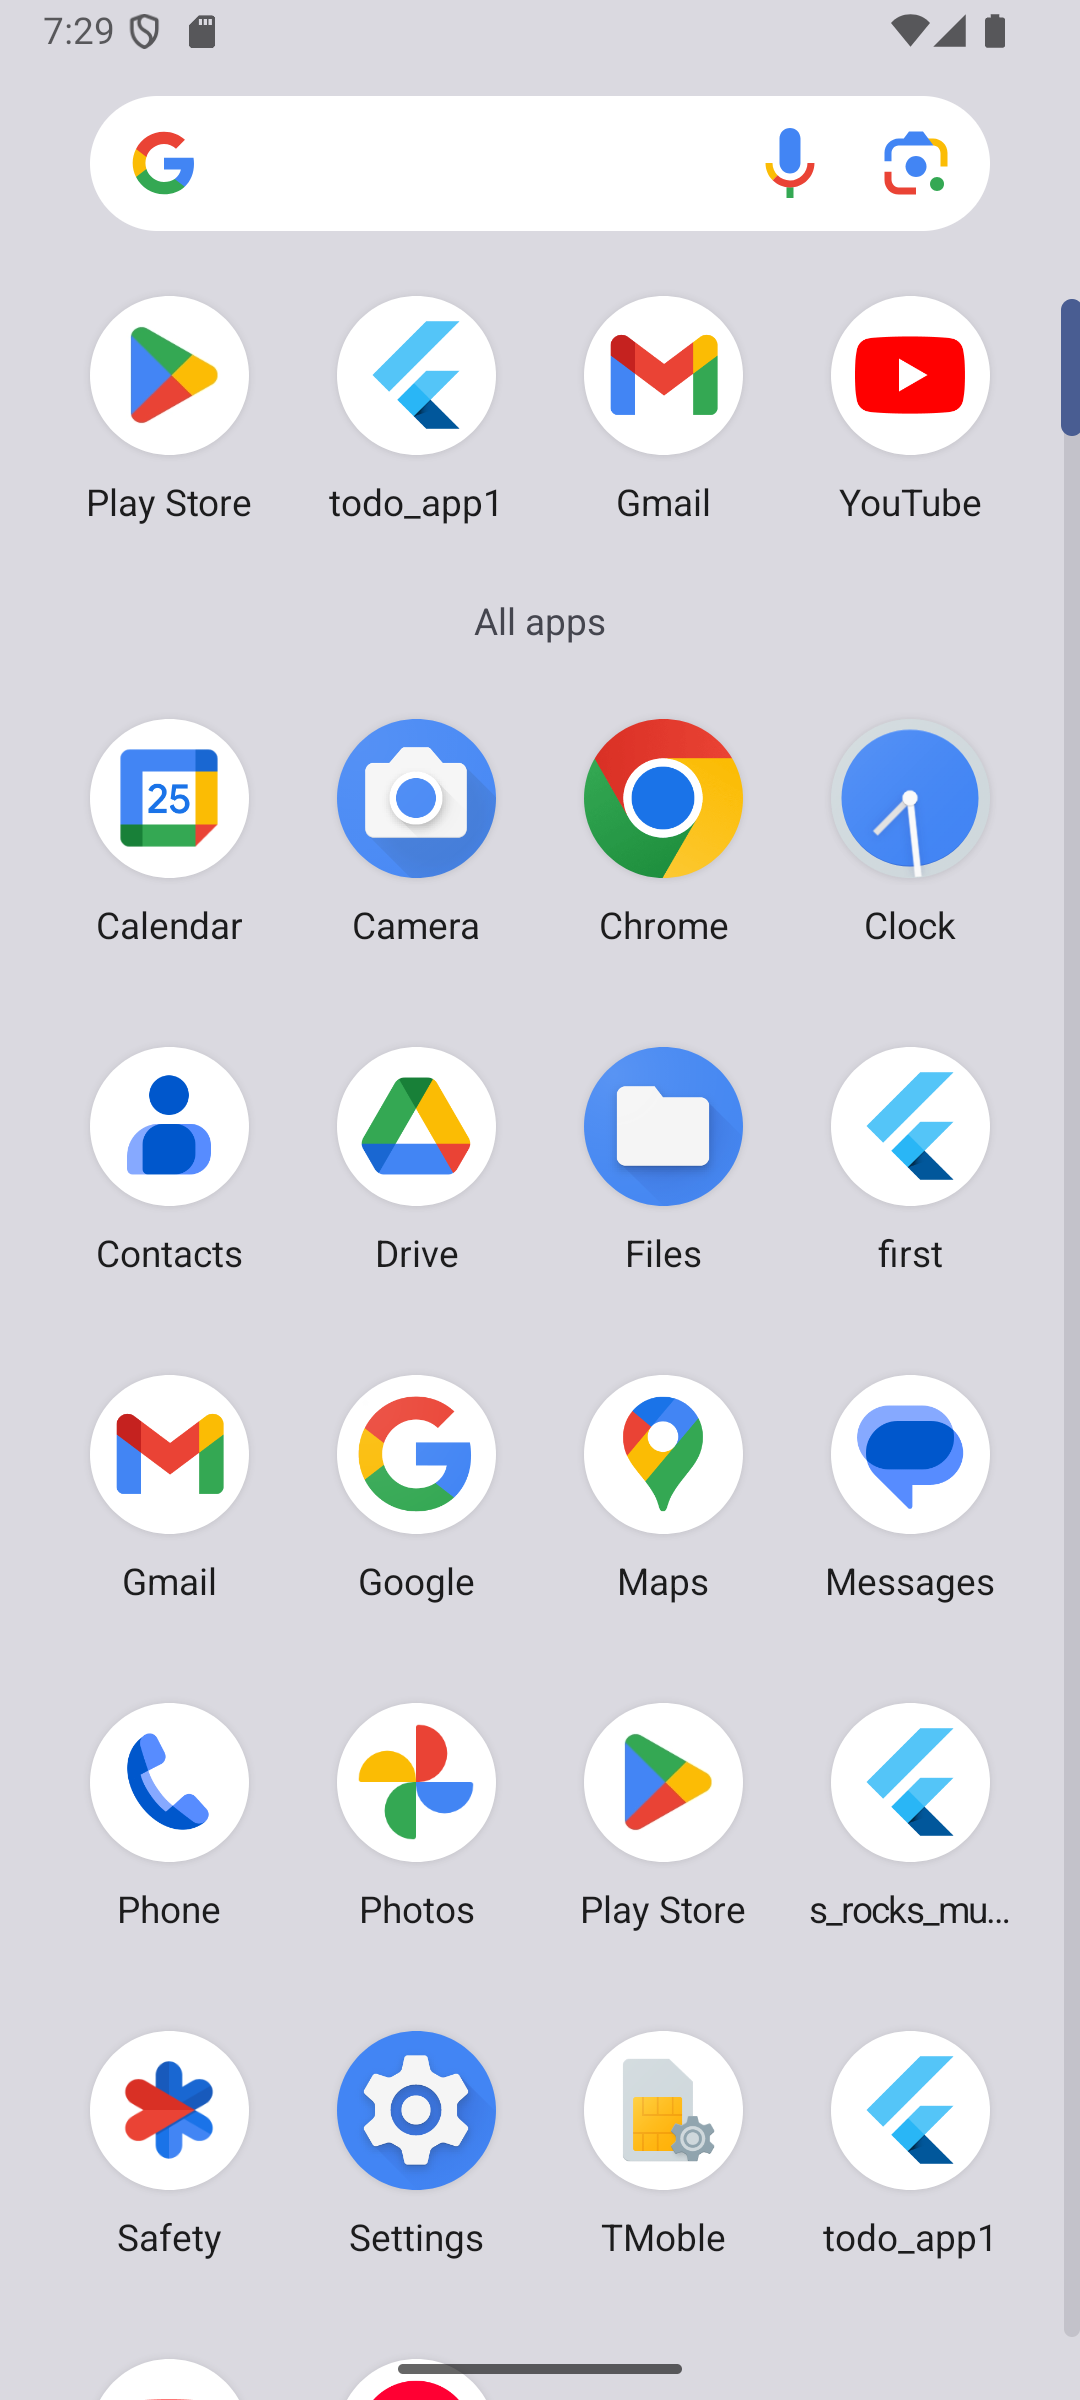 7:29
Play Store
todo_app1
Gmail
YouTube
All apps
25
Calendar
Camera
Chrome
Clock
Contacts
Drive
Files
first
Gmail
Google
Maps
Messages
Phone
Photos
Play Store
s_rocks_mu...
Safety
Settings
TMoble
todo_app1